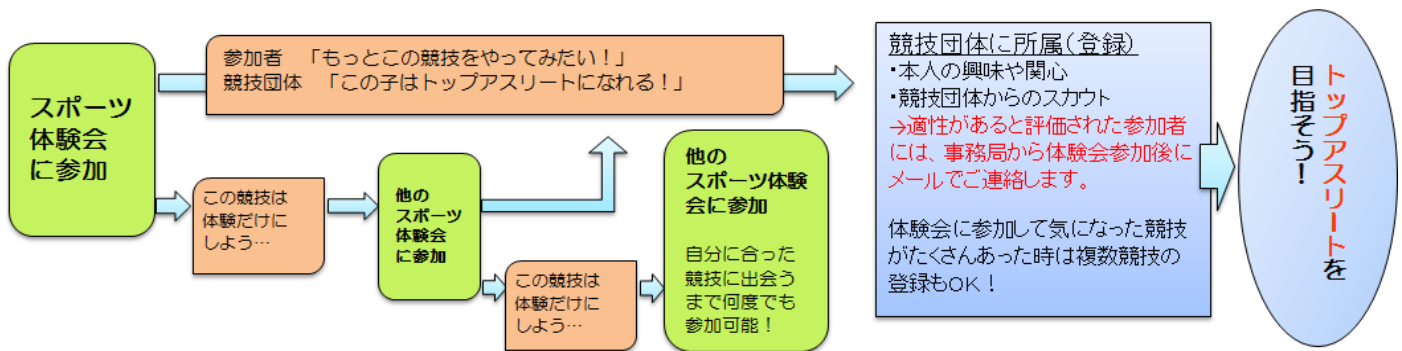 スポーツ
体験会
に参加
参加者　「もっとこの競技をやってみたい！」
競技団体　「この子はトップアスリートになれる！」
この競技は
体験だけに
しよう…
他の
スポーツ
体験会
に参加
この競技は
体験だけに
しよう…
他の
スポーツ体験
会に参加
自分に合った
競技に出会う
まで何度でも
参加可能！
競技団体に所属(登録)
・本人の興味や関心
・競技団体からのスカウト
→適性があると評価された参加者
には、事務局から体験会参加後に
メールでご連絡します。
体験会に参加して気になった競技
がたくさんあった時は複数競技の
登録もOK！
トップアスリートを
目指そう！